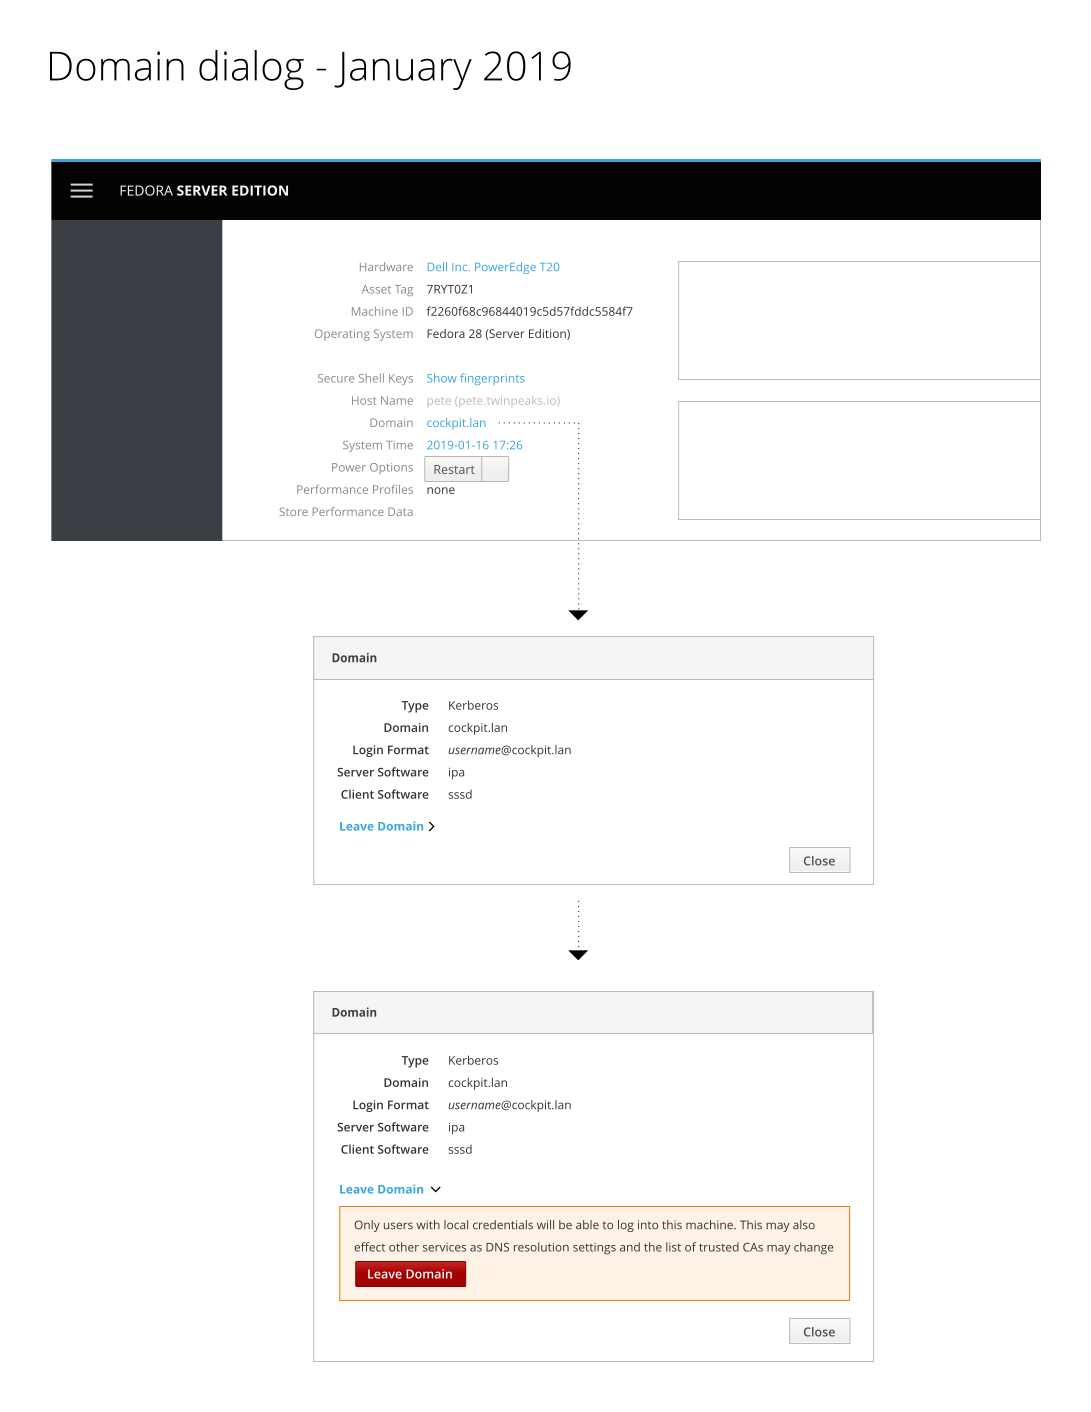 Domain dialog - January 2019
FEDORA SERVER EDITION
Hardware Dell Inc. PowerEdge T20
Asset Tag 7RYT0Z1
Machine ID f2260f68c96844019c5d57fddc5584f7
Operating System Fedora 28 (Server Edition)
Secure Shell Keys Show fingerprints
Host Name pete (pete.twinpeaks.io)
Domain cockpit.lan
System Time 2019-01-16 17:26
Power Options Restart
Performance Profiles none
Store Performance Data
Domain
Type Kerberos
Domain cockpit.lan
Login Format username@cockpit.lan
Server Software ipa
Client Software sssd
Leave Domain
Close
Domain
Type Kerberos
Domain cockpit.lan
Login Format username@cockpit.lan
Server Software ipa
Client Software sssd
Leave Domain
Only users with local credentials will be able to log into this machine. This may also
effect other services as DNS resolution settings and the list of trusted CAs may change
Leave Domain
Close